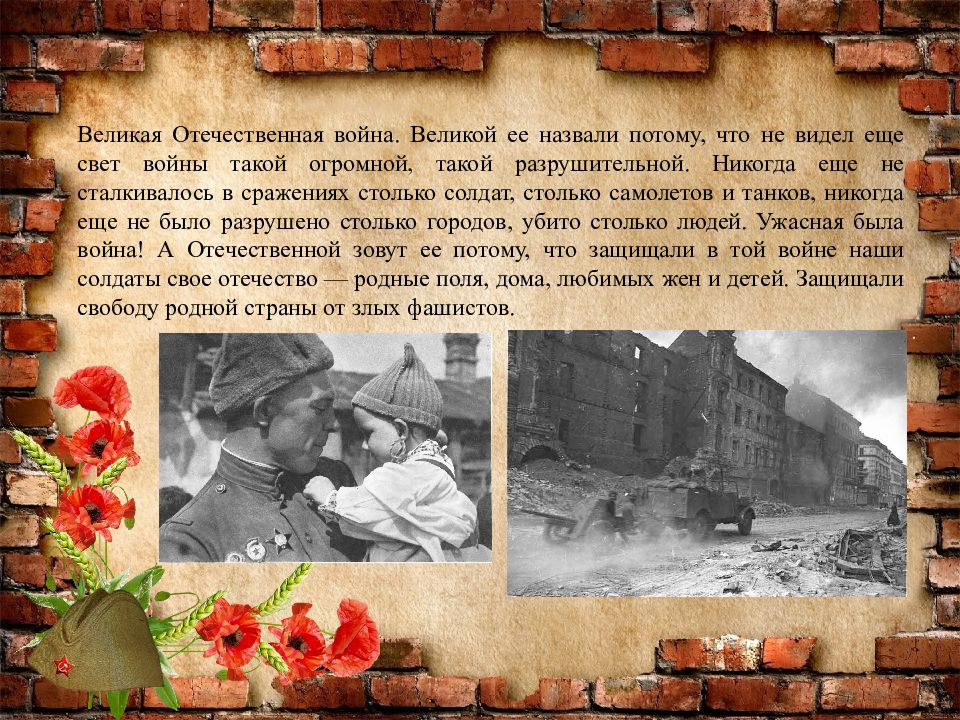 Великая Отечественная война. Великой ее назвали потому, что не видел еще
свет войны такой огромной, такой разрушительной. Никогда еще не
сталкивалось в сражениях столько солдат, столько самолетов и танков, никогда
еще не было разрушено столько городов, убито столько людей. Ужасная была
война! А Отечественной зовут ее потому, что защищали в той войне наши
солдаты свое отечество — родные поля, дома, любимых жен и детей. Защищали
свободу родной страны от злых фашистов.